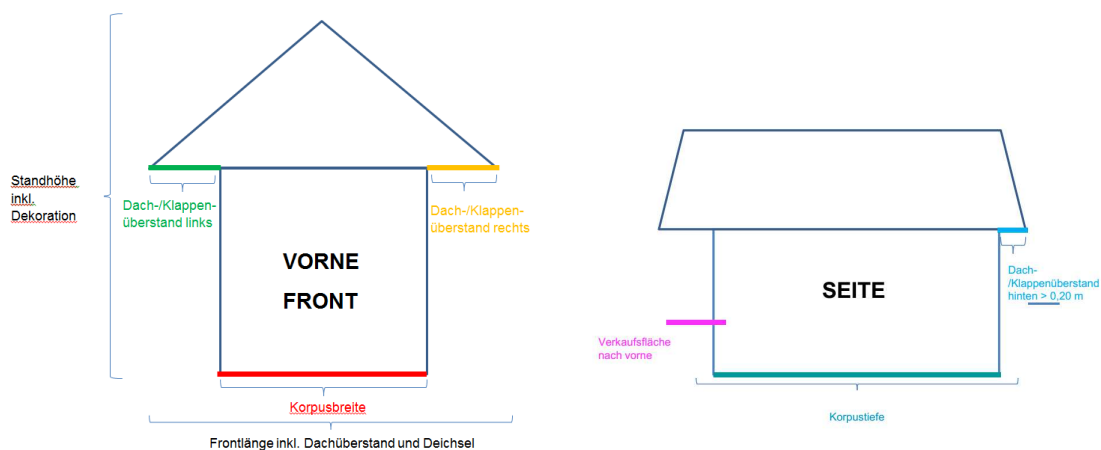 Standhöhe
inkl.
Dekoration
Dach-/Klappen-
überstand links
Dach-/Klappen-
überstand rechts
VORNE
FRONT
Korpusbreite
Frontlänge inkl. Dachüberstand und Deichsel
SEITE
Dach-
/Klappenüberstand
hinten > 0,20 m
Verkaufsfläche
nach vorne
Korpustiefe